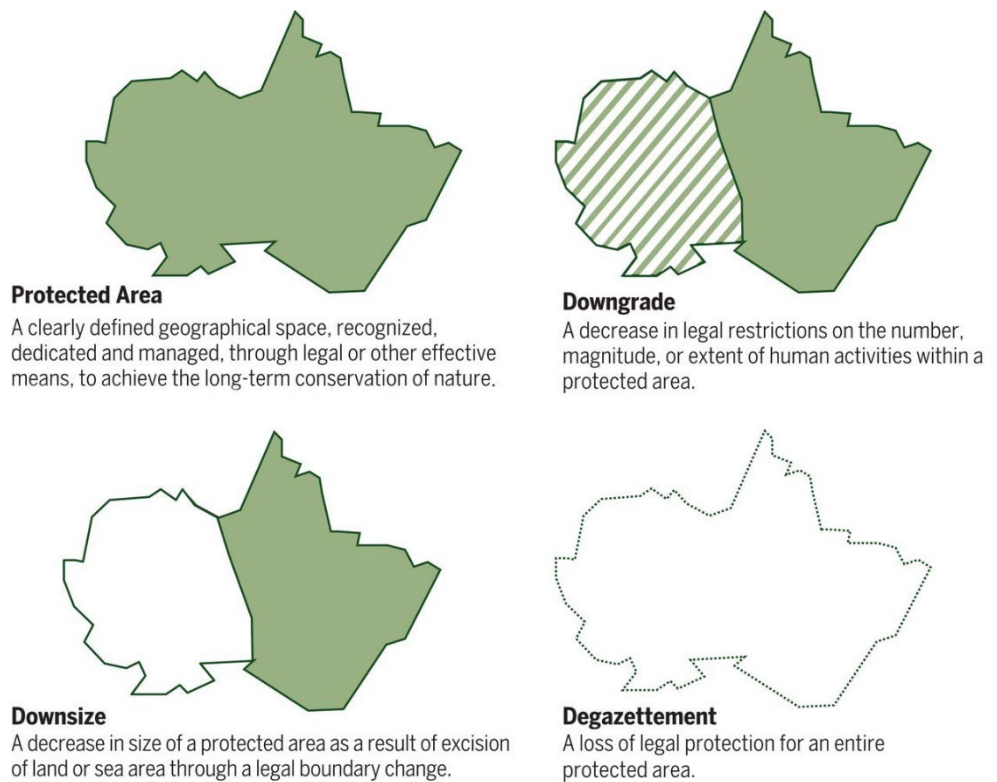 Protected Area
A clearly defined geographical space, recognized,
dedicated and managed, through legal or other effective
means, to achieve the long-term conservation of nature.
Downgrade
A decrease in legal restrictions on the number,
magnitude, or extent of human activities within a
protected area.
Downsize
A decrease in size of a protected area as a result of excision
of land or sea area through a legal boundary change.
Degazettement
A loss of legal protection for an entire
protected area.